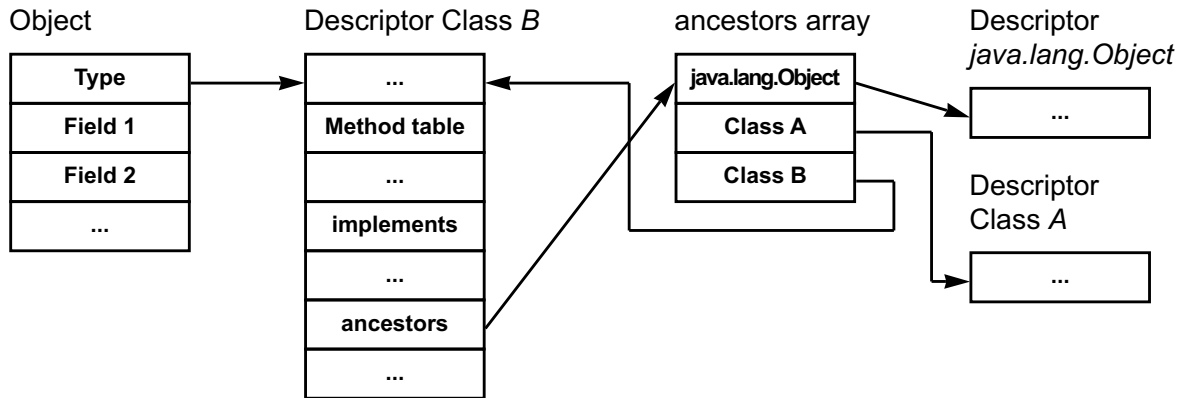 Object
Type
Field 1
Field 2
...
Descriptor Class B
...
Method table
...
implements
...
ancestors
...
ancestors array
java.lang.Object
Class A
Class B
Descriptor
java.lang.Object
...
Descriptor
Class A
...